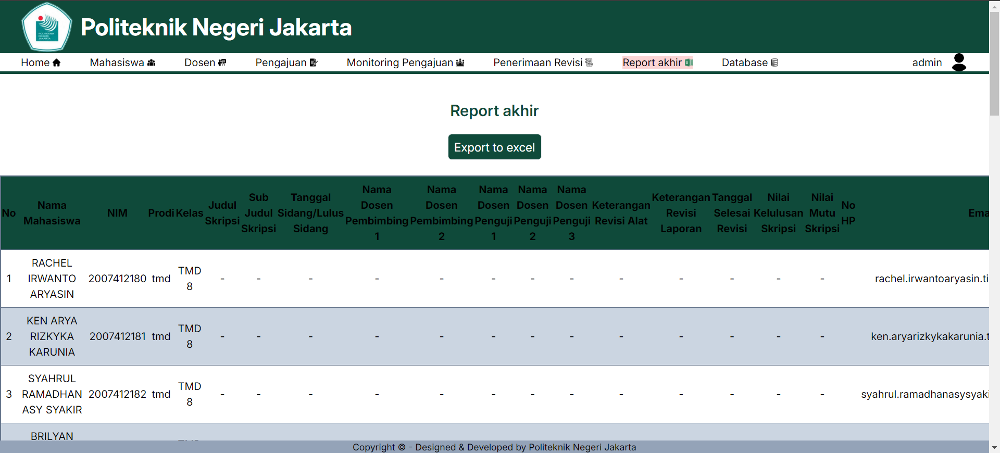 POLITEKNIK
NEGERI
JAKARTA
Politeknik Negeri Jakarta
Home Mahasiswa Dosen Pengajuan Monitoring Pengajuan Penerimaan Revisi Report akhir Database admin
Report akhir
Export to excel
No
Nama
Mahasiswa
NIM
Prodi
Kelas
Judul
Skripsi
Sub
Judul
Skripsi
Tanggal
Sidang/Lulus
Sidang
Nama
Dosen
Pembimbing
1
Nama
Dosen
Pembimbing
2
Nama
Dosen
Penguji
1
Nama
Dosen
Penguji
2
Nama
Dosen
Penguji
3
Keterangan
Revisi Alat
Keterangan
Revisi
Laporan
Tanggal
Selesai
Revisi
Nilai
Kelulusan
Skripsi
Nilai
Mutu
Skripsi
No
HP
Ema
1
RACHEL
IRWANTO
ARYASIN
2007412180
tmd
TMD
8
- - - - - - - - - - - - -
rachel.irwantoaryasin.ti
2
KEN ARYA
RIZKYKA
KARUNIA
2007412181
tmd
TMD
8
- - - - - - - - - - - - -
ken.aryarizkykakarunia.t
3
SYAHRUL
RAMADHAN
ASY SYAKIR
2007412182
tmd
TMD
8
- - - - - - - - - - - - -
syahrul.ramadhanasysyaki
BRILYAN
Copyright © - Designed & Developed by Politeknik Negeri Jakarta